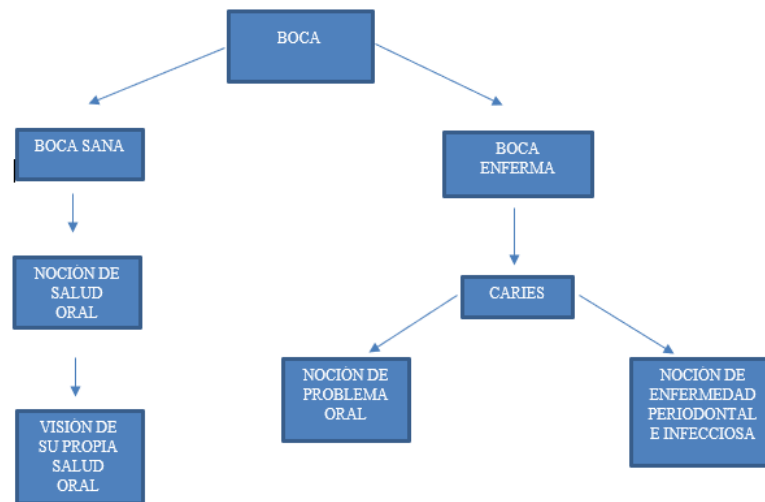 BOCA
BOCA SANA
BOCA
ENFERMA
NOCIÓN DE
SALUD
ORAL
CARIES
NOCIÓN DE
PROBLEMA
ORAL
NOCIÓN DE
ENFERMEDAD
PERIODONTAL
E INFECCIOSA
VISIÓN DE
SU PROPIA
SALUD
ORAL